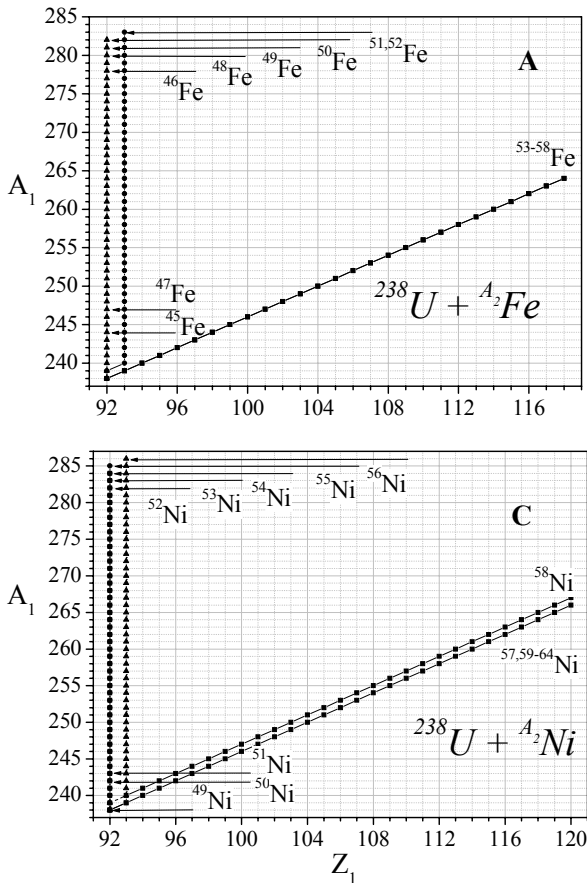 285
280
275
270
265
260
255
250
245
240
A₁
92 96 100 104 108 112 116
⁵¹,⁵²Fe
⁵⁰Fe
⁴⁹Fe
⁴⁸Fe
⁴⁶Fe
A
⁵³⁻⁵⁸Fe
⁴⁷Fe
⁴⁵Fe
²³⁸U + ᴬ₂Fe
285
280
275
270
265
260
255
250
245
240
A₁
⁵⁶Ni
⁵⁵Ni
⁵⁴Ni
⁵³Ni
⁵²Ni
C
⁵⁸Ni
⁵⁷,⁵⁹⁻⁶⁴Ni
⁵¹Ni
⁵⁰Ni
⁴⁹Ni
²³⁸U + ᴬ₂Ni
92 96 100 104 108 112 116 120
Z₁